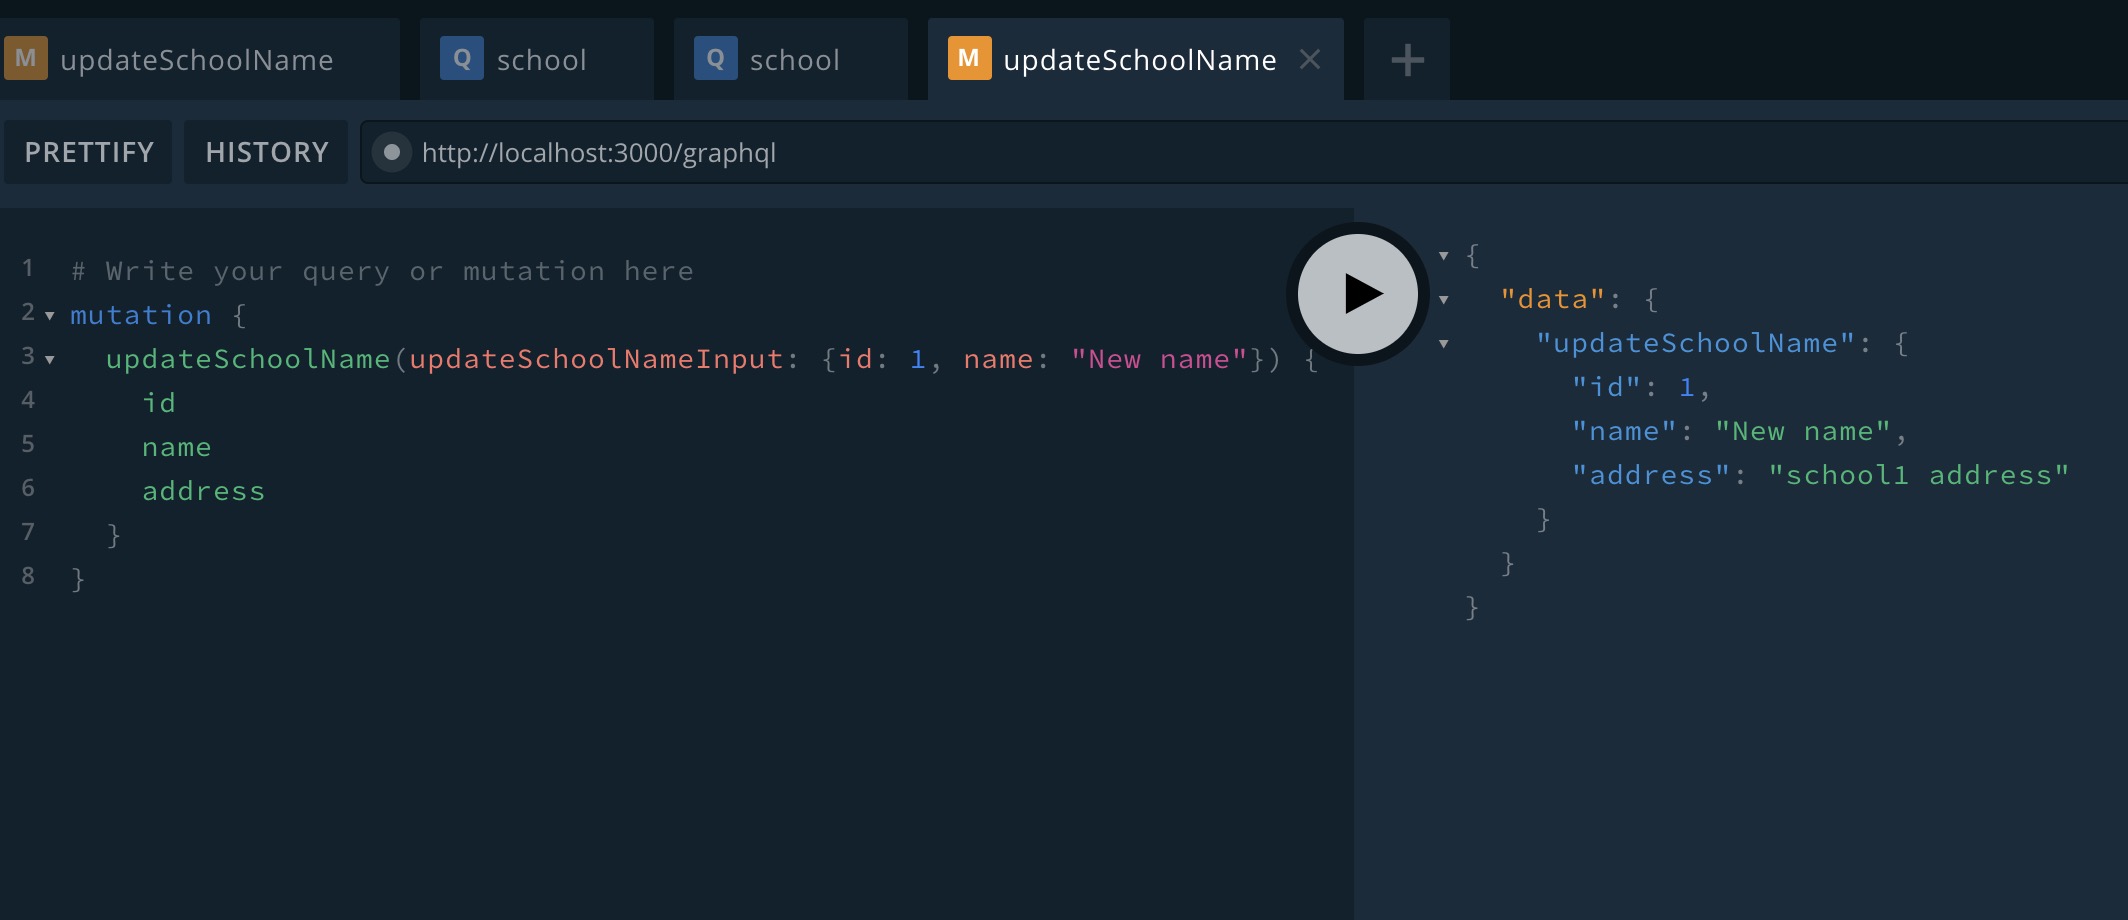 M updateSchoolName Q school Q school M updateSchoolName
PRETTIFY HISTORY http://localhost:3000/graphql
1 # Write your query or mutation here
2 mutation {
3 updateSchoolName(updateSchoolNameInput: {id: 1, name: "New name"}) {
4 id
5 name
6 address
7 }
8 }
{
"data": {
"updateSchoolName": {
"id": 1,
"name": "New name",
"address": "school1 address"
}
}
}